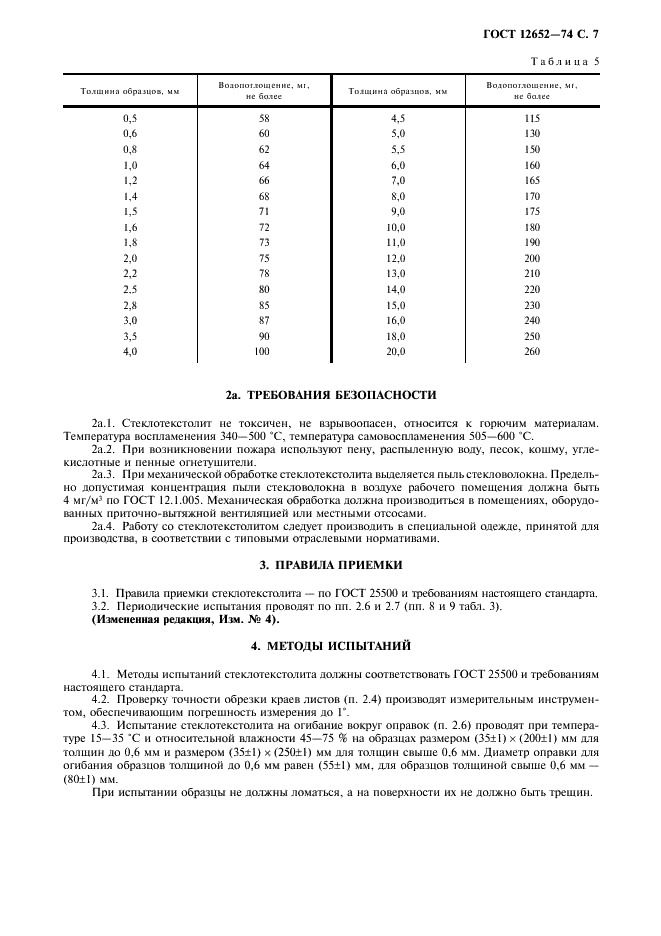 ГОСТ 12652—74 С. 7
Таблица 5
Толщина образцов, мм | Водопоглощение, мг, не более | Толщина образцов, мм | Водопоглощение, мг, не более
0,5 58 4,5 115
0,6 60 5,0 130
0,8 62 5,5 150
1,0 64 6,0 160
1,2 66 7,0 165
1,4 68 8,0 170
1,5 71 9,0 175
1,6 72 10,0 180
1,8 73 11,0 190
2,0 75 12,0 200
2,2 78 13,0 210
2,5 80 14,0 220
2,8 85 15,0 230
3,0 87 16,0 240
3,5 90 18,0 250
4,0 100 20,0 260
2а. ТРЕБОВАНИЯ БЕЗОПАСНОСТИ
2а.1. Стеклотекстолит не токсичен, не взрывоопасен, относится к горючим материалам.
Температура воспламенения 340—500 °С, температура самовоспламенения 505—600 °С.
2а.2. При возникновении пожара используют пену, распыленную воду, песок, кошму, угле-
кислотные и пенные огнетушители.
2а.3. При механической обработке стеклотекстолита выделяется пыль стекловолокна. Предель-
но допустимая концентрация пыли стекловолокна в воздухе рабочего помещения должна быть
4 мг/м³ по ГОСТ 12.1.005. Механическая обработка должна производиться в помещениях, оборудо-
ванных приточно-вытяжной вентиляцией или местными отсосами.
2а.4. Работу со стеклотекстолитом следует производить в специальной одежде, принятой для
производства, в соответствии с типовыми отраслевыми нормативами.
3. ПРАВИЛА ПРИЕМКИ
3.1. Правила приемки стеклотекстолита — по ГОСТ 25500 и требованиям настоящего стандарта.
3.2. Периодические испытания проводят по пп. 2.6 и 2.7 (пп. 8 и 9 табл. 3).
(Измененная редакция, Изм. № 4).
4. МЕТОДЫ ИСПЫТАНИЙ
4.1. Методы испытаний стеклотекстолита должны соответствовать ГОСТ 25500 и требованиям
настоящего стандарта.
4.2. Проверку точности обрезки краев листов (п. 2.4) производят измерительным инструмен-
том, обеспечивающим погрешность измерения до 1°.
4.3. Испытание стеклотекстолита на огибание вокруг оправок (п. 2.6) проводят при темпера-
туре 15—35 °С и относительной влажности 45—75 % на образцах размером (35±1) × (200±1) мм для
толщин до 0,6 мм и размером (35±1) × (250±1) мм для толщин свыше 0,6 мм. Диаметр оправки для
огибания образцов толщиной до 0,6 мм равен (55±1) мм, для образцов толщиной свыше 0,6 мм —
(80±1) мм.
При испытании образцы не должны ломаться, а на поверхности их не должно быть трещин.